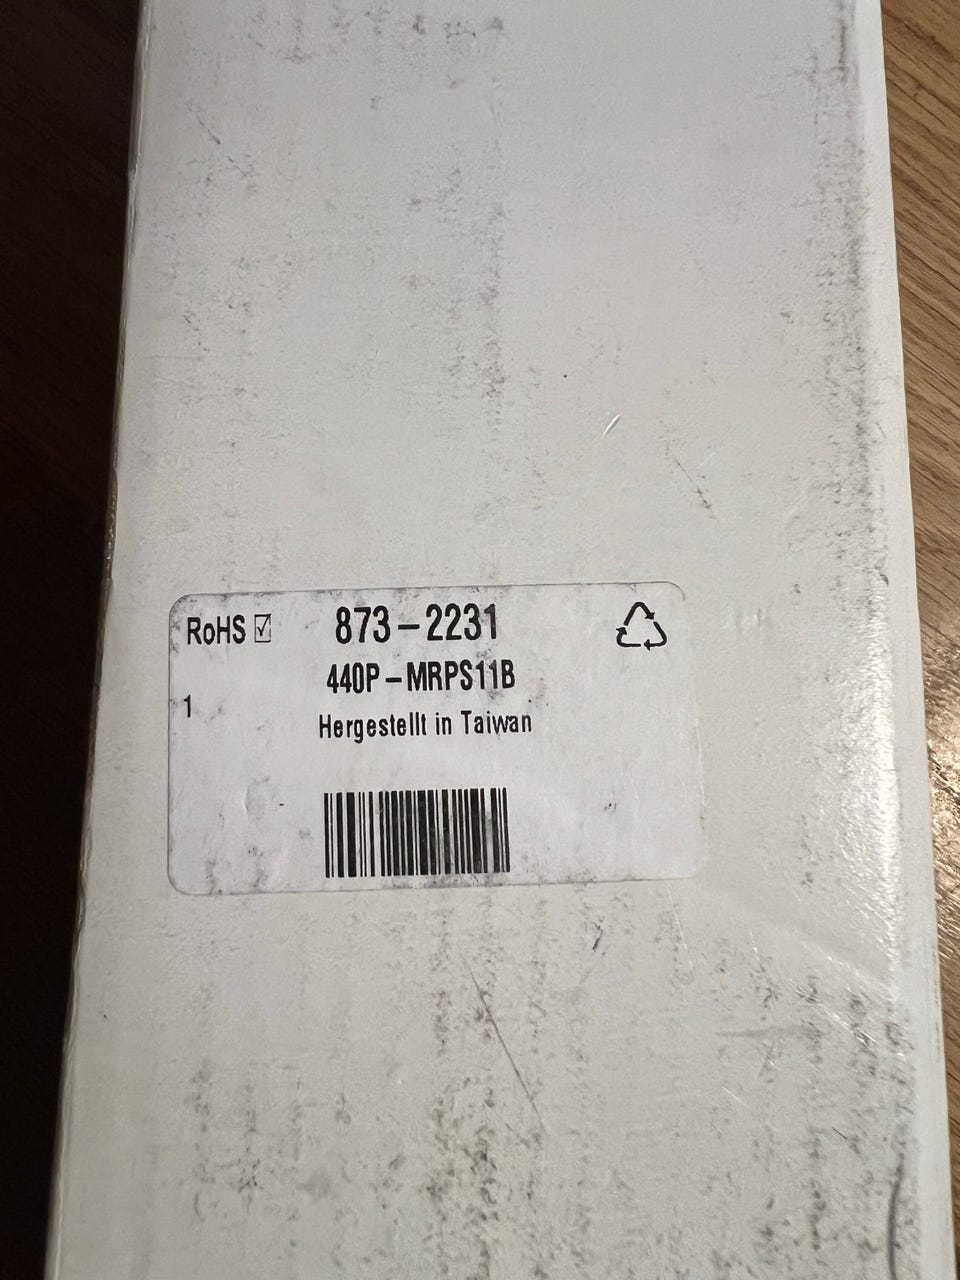 RoHS ☑ 873-2231
440P-MRPS11B
1
Hergestellt in Taiwan